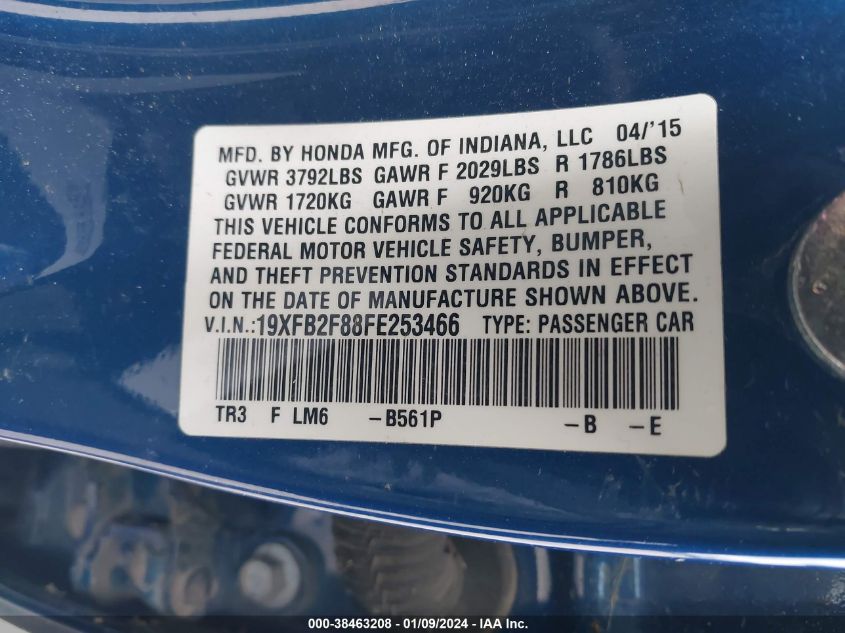 MFD. BY HONDA MFG. OF INDIANA, LLC 04/'15
GVWR 3792LBS GAWR F 2029LBS R 1786LBS
GVWR 1720KG GAWR F 920KG R 810KG
THIS VEHICLE CONFORMS TO ALL APPLICABLE
FEDERAL MOTOR VEHICLE SAFETY, BUMPER,
AND THEFT PREVENTION STANDARDS IN EFFECT
ON THE DATE OF MANUFACTURE SHOWN ABOVE.
V.I.N.:19XFB2F88FE253466 TYPE: PASSENGER CAR
TR3 F LM6 -B561P -B -E
000-38463208 - 01/09/2024 - IAA Inc.